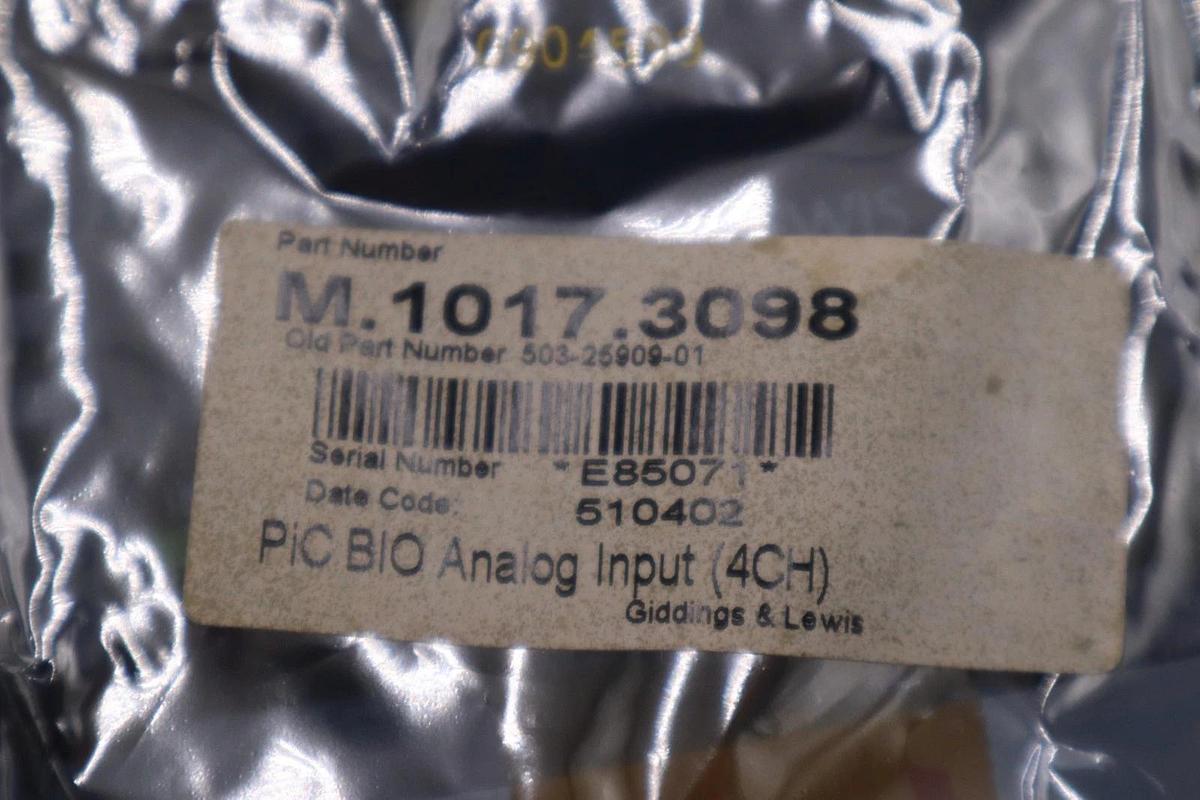 Part Number
M.1017.3098
Old Part Number 503-25909-01
Serial Number *E85071*
Date Code: 510402
PiC BIO Analog Input (4CH)
Giddings & Lewis